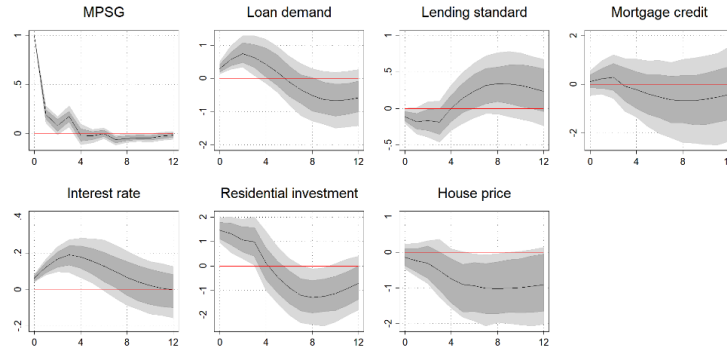 MPSG
1
.5
0
0 4 8 12
Loan demand
1
0
-1
-2
0 4 8 12
Lending standard
1
.5
0
-.5
0 4 8 12
Mortgage credit
2
0
-2
0 4 8 12
Interest rate
.4
.2
0
-.2
0 4 8 12
Residential investment
2
1
0
-1
-2
-3
0 4 8 12
House price
1
0
-1
-2
0 4 8 12